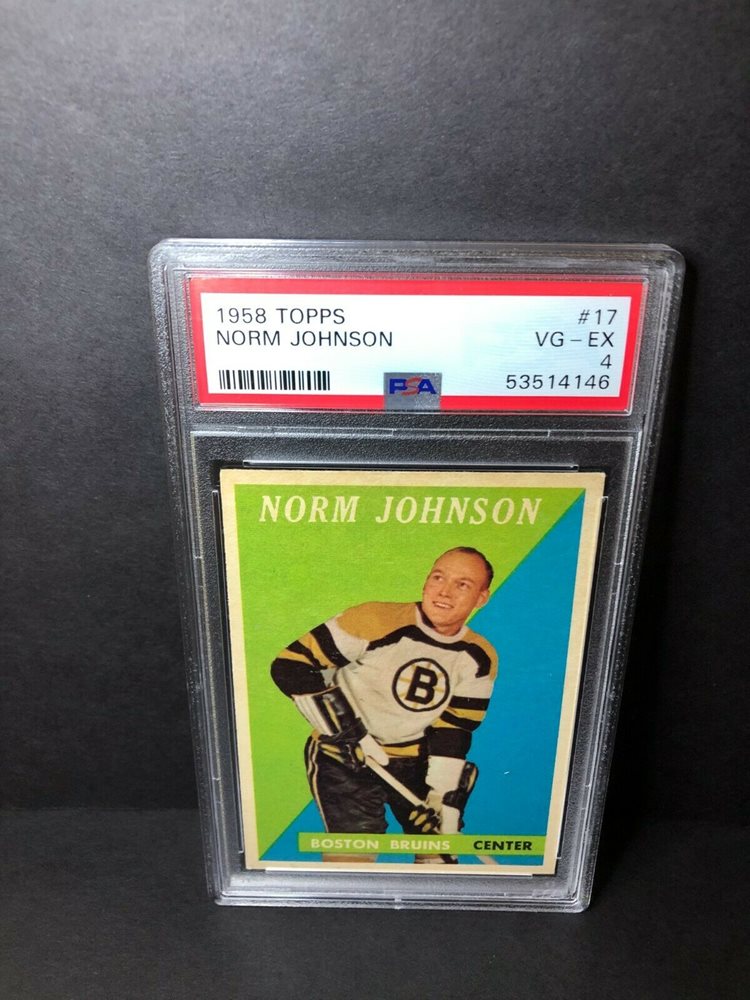 1958 TOPPS #17
NORM JOHNSON VG - EX
4
PSA 53514146
NORM JOHNSON
B
BOSTON BRUINS CENTER